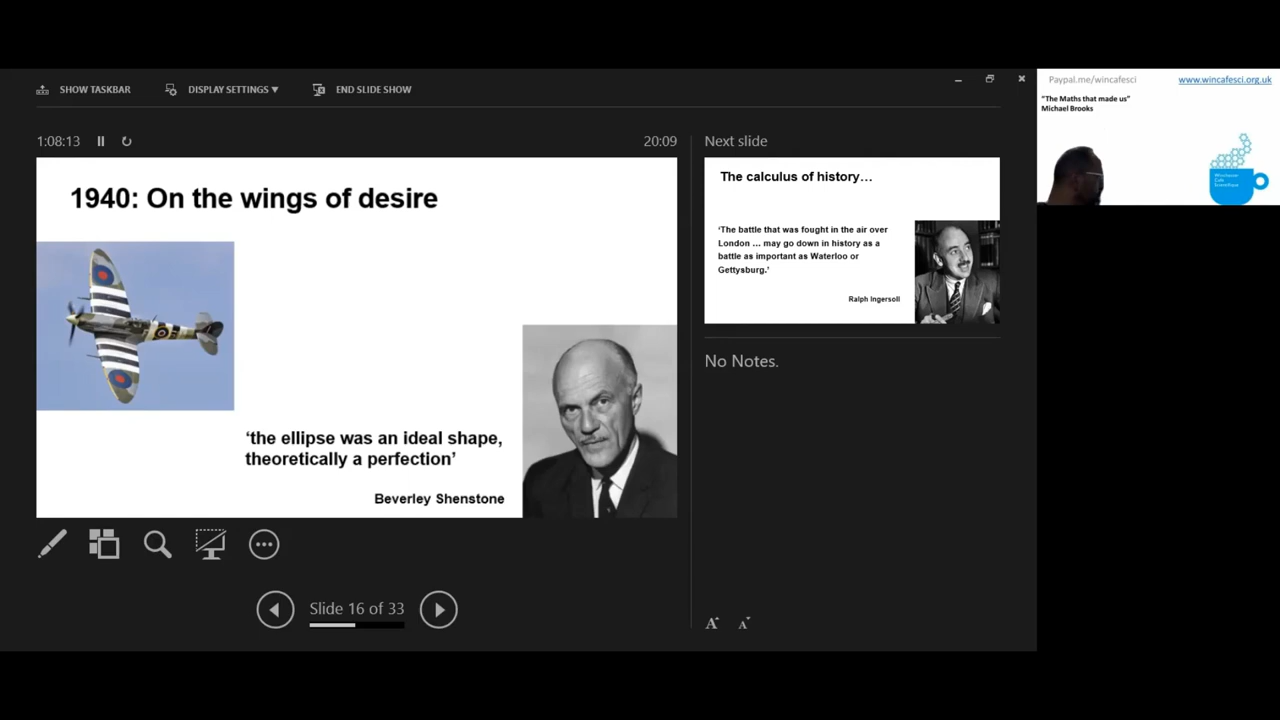 SHOW TASKBAR
DISPLAY SETTINGS ▼
END SLIDE SHOW
1:08:13
20:09
1940: On the wings of desire
‘the ellipse was an ideal shape,
theoretically a perfection’
Beverley Shenstone
Slide 16 of 33
Next slide
The calculus of history…
‘The battle that was fought in the air over
London … may go down in history as a
battle as important as Waterloo or
Gettysburg.’
Ralph Ingersoll
No Notes.
A A
Paypal.me/wincafesci
www.wincafesci.org.uk
"The Maths that made us"
Michael Brooks
Winchester
Cafe
Scientifique